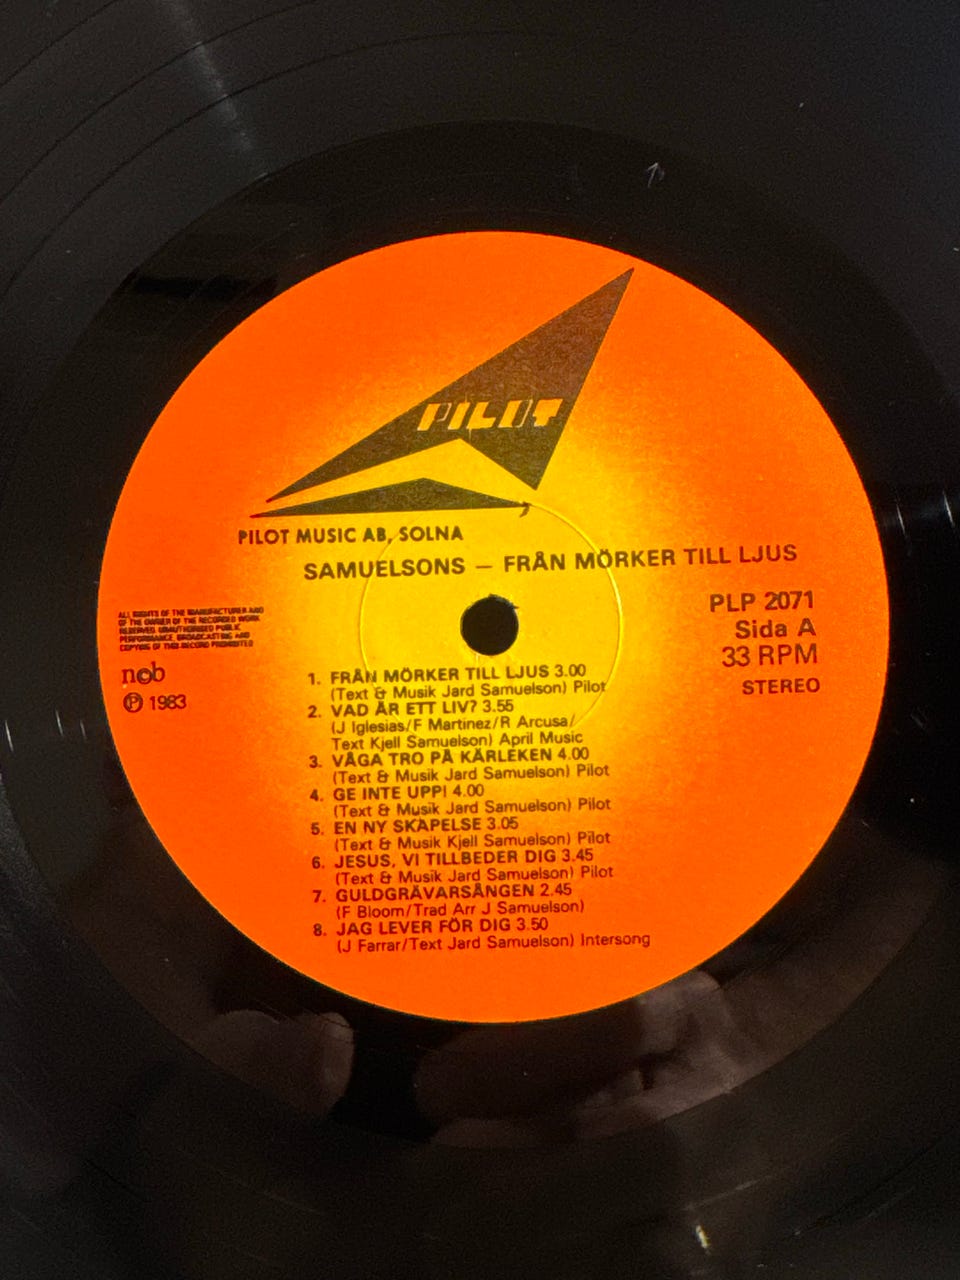 PILOT
PILOT MUSIC AB, SOLNA
SAMUELSONS – FRÅN MÖRKER TILL LJUS
ALL RIGHTS OF THE MANUFACTURER AND
OF THE OWNER OF THE RECORDED WORK
RESERVED. UNAUTHORISED PUBLIC
PERFORMANCE, BROADCASTING AND
COPYING OF THIS RECORD PROHIBITED
ncb
Ⓟ 1983
PLP 2071
Sida A
33 RPM
STEREO
1. FRÅN MÖRKER TILL LJUS 3.00
(Text & Musik Jard Samuelson) Pilot
2. VAD ÄR ETT LIV? 3.55
(J Iglesias/F Martinez/R Arcusa/
Text Kjell Samuelson) April Music
3. VÅGA TRO PÅ KÄRLEKEN 4.00
(Text & Musik Jard Samuelson) Pilot
4. GE INTE UPP! 4.00
(Text & Musik Jard Samuelson) Pilot
5. EN NY SKAPELSE 3.05
(Text & Musik Kjell Samuelson) Pilot
6. JESUS, VI TILLBEDER DIG 3.45
(Text & Musik Jard Samuelson) Pilot
7. GULDGRÄVARSÅNGEN 2.45
(F Bloom/Trad Arr J Samuelson)
8. JAG LEVER FÖR DIG 3.50
(J Farrar/Text Jard Samuelson) Intersong